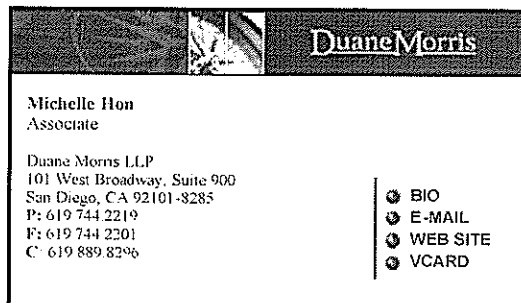 DuaneMorris
Michelle Hon
Associate
Duane Morris LLP
101 West Broadway, Suite 900
San Diego, CA 92101-8285
P: 619 744.2219
F: 619 744 2201
C: 619 889.8296
BIO
E-MAIL
WEB SITE
VCARD